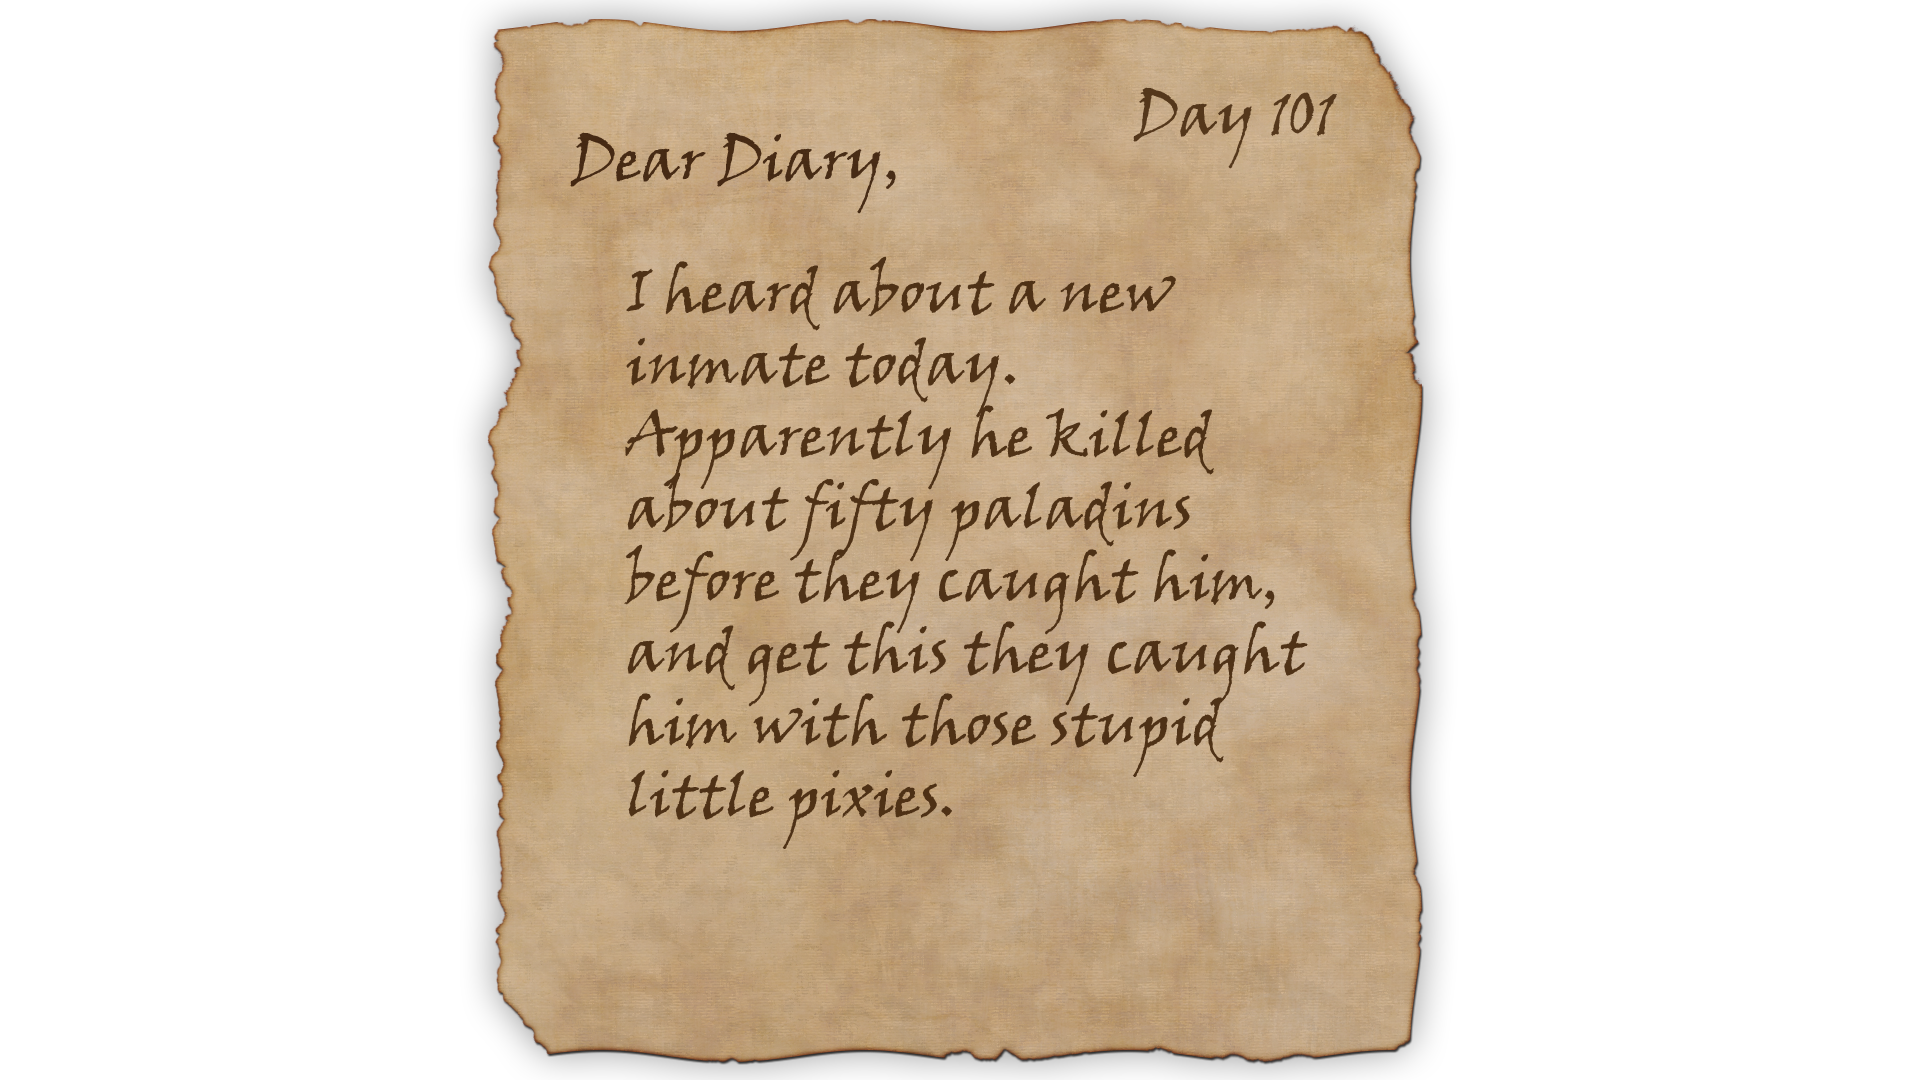 Day 101
Dear Diary,
I heard about a new
inmate today.
Apparently he killed
about fifty paladins
before they caught him,
and get this they caught
him with those stupid
little pixies.